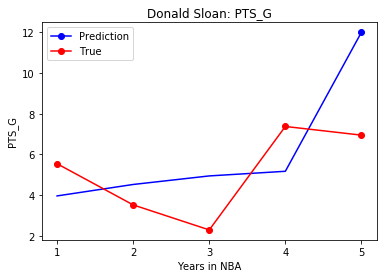 Donald Sloan: PTS_G
Prediction
True
12
10
8
6
4
2
PTS_G
1
2
3
4
5
Years in NBA